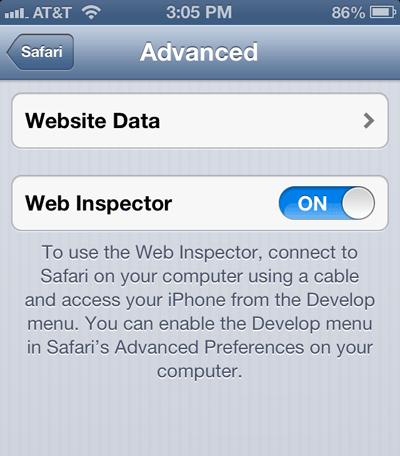 AT&T 3:05 PM 86%
Safari Advanced
Website Data
Web Inspector ON
To use the Web Inspector, connect to
Safari on your computer using a cable
and access your iPhone from the Develop
menu. You can enable the Develop menu
in Safari's Advanced Preferences on your
computer.